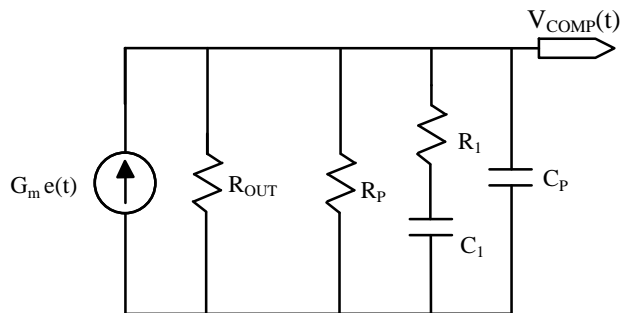 V_COMP(t)
G_m e(t)
R_OUT
R_P
R_1
C_1
C_P